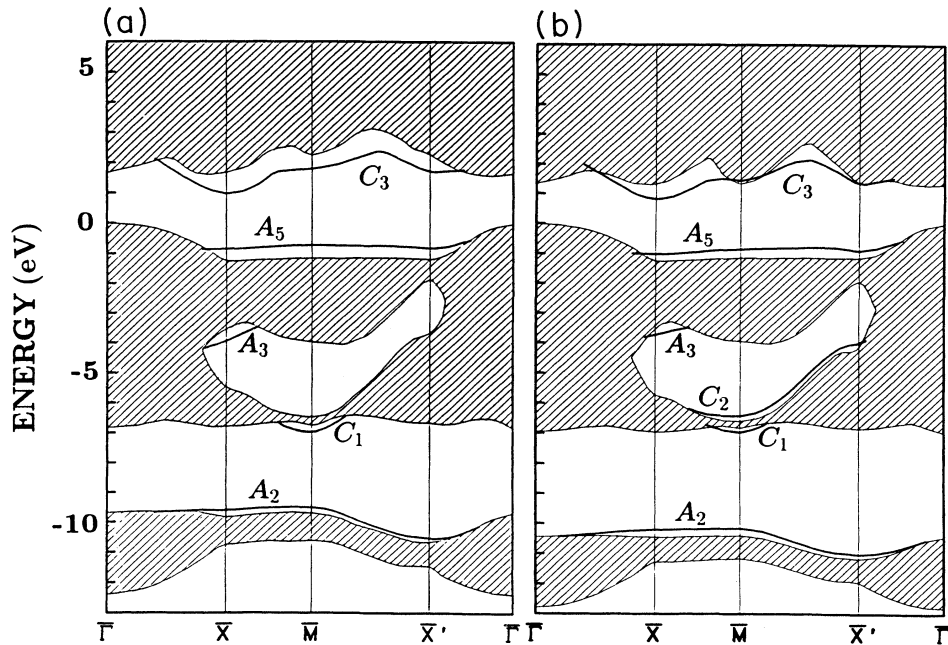 (a)
(b)
ENERGY (eV)
5
0
-5
-10
C₃
A₅
A₃
C₁
A₂
C₃
A₅
A₃
C₂
C₁
A₂
Γ̅ X̅ M̅ X̅' Γ̅
Γ̅ X̅ M̅ X̅' Γ̅